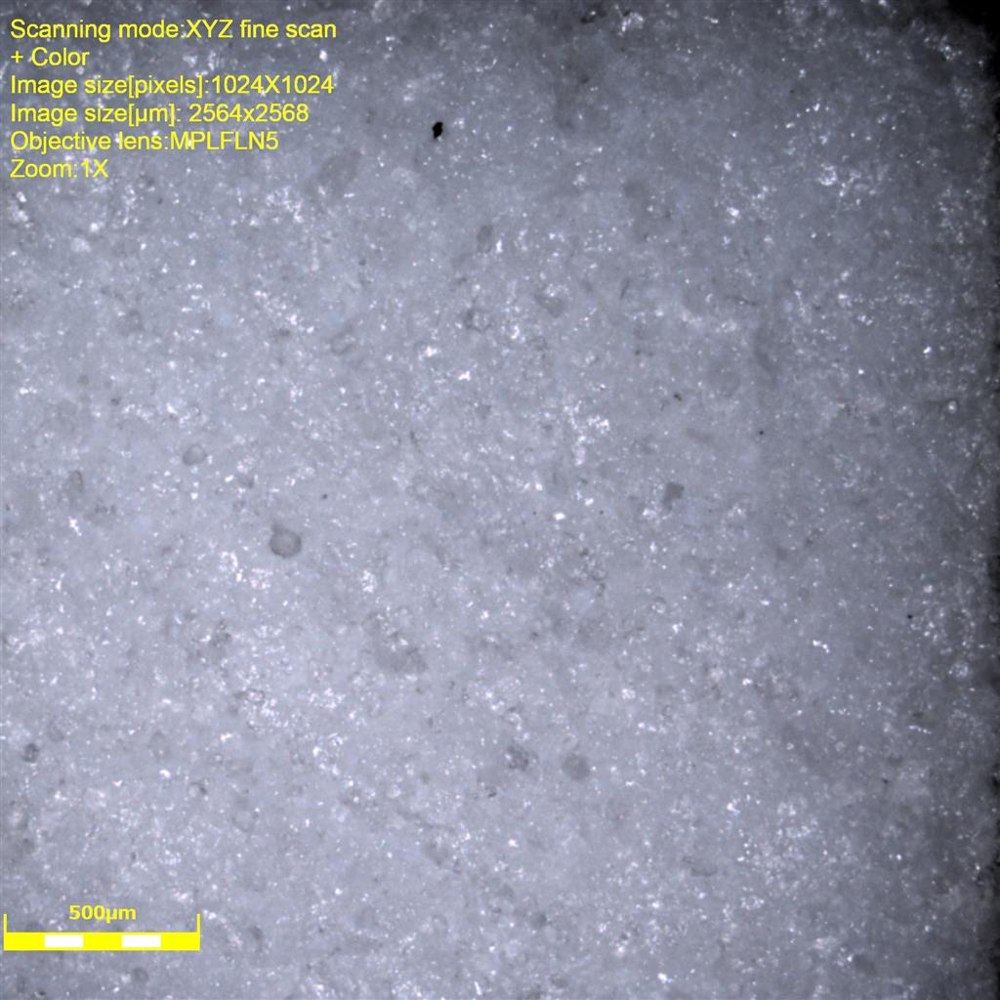 Scanning mode:XYZ fine scan
+ Color
Image size[pixels]:1024X1024
Image size[µm]: 2564x2568
Objective lens:MPLFLN5
Zoom:1X
500µm